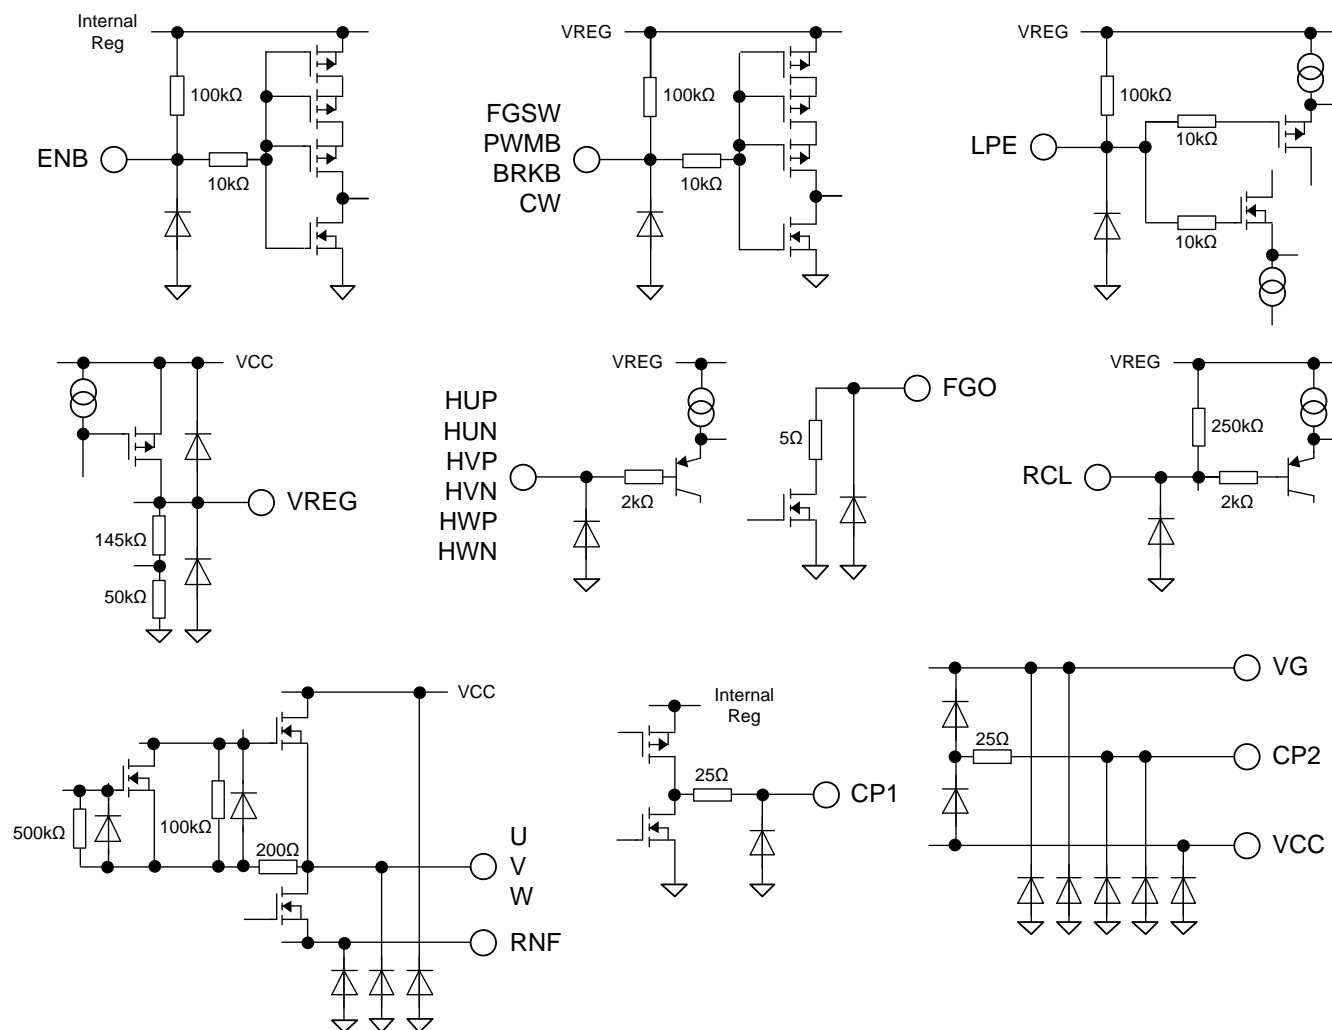 Internal
Reg
100kΩ
ENB
10kΩ
VREG
100kΩ
FGSW
PWMB
BRKB
CW
10kΩ
VREG
100kΩ
LPE
10kΩ
10kΩ
VCC
VREG
145kΩ
50kΩ
VREG
HUP
HUN
HVP
HVN
HWP
HWN
2kΩ
5Ω
FGO
VREG
250kΩ
RCL
2kΩ
VCC
500kΩ
100kΩ
200Ω
U
V
W
RNF
Internal
Reg
25Ω
CP1
VG
25Ω
CP2
VCC